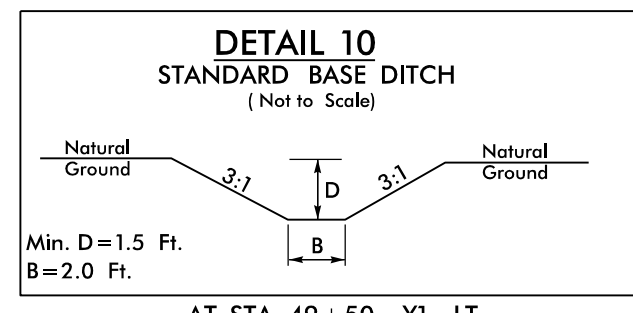 DETAIL 10
STANDARD BASE DITCH
( Not to Scale)
Natural
Ground
3:1
D
3:1
Natural
Ground
Min. D=1.5 Ft.
B
B=2.0 Ft.